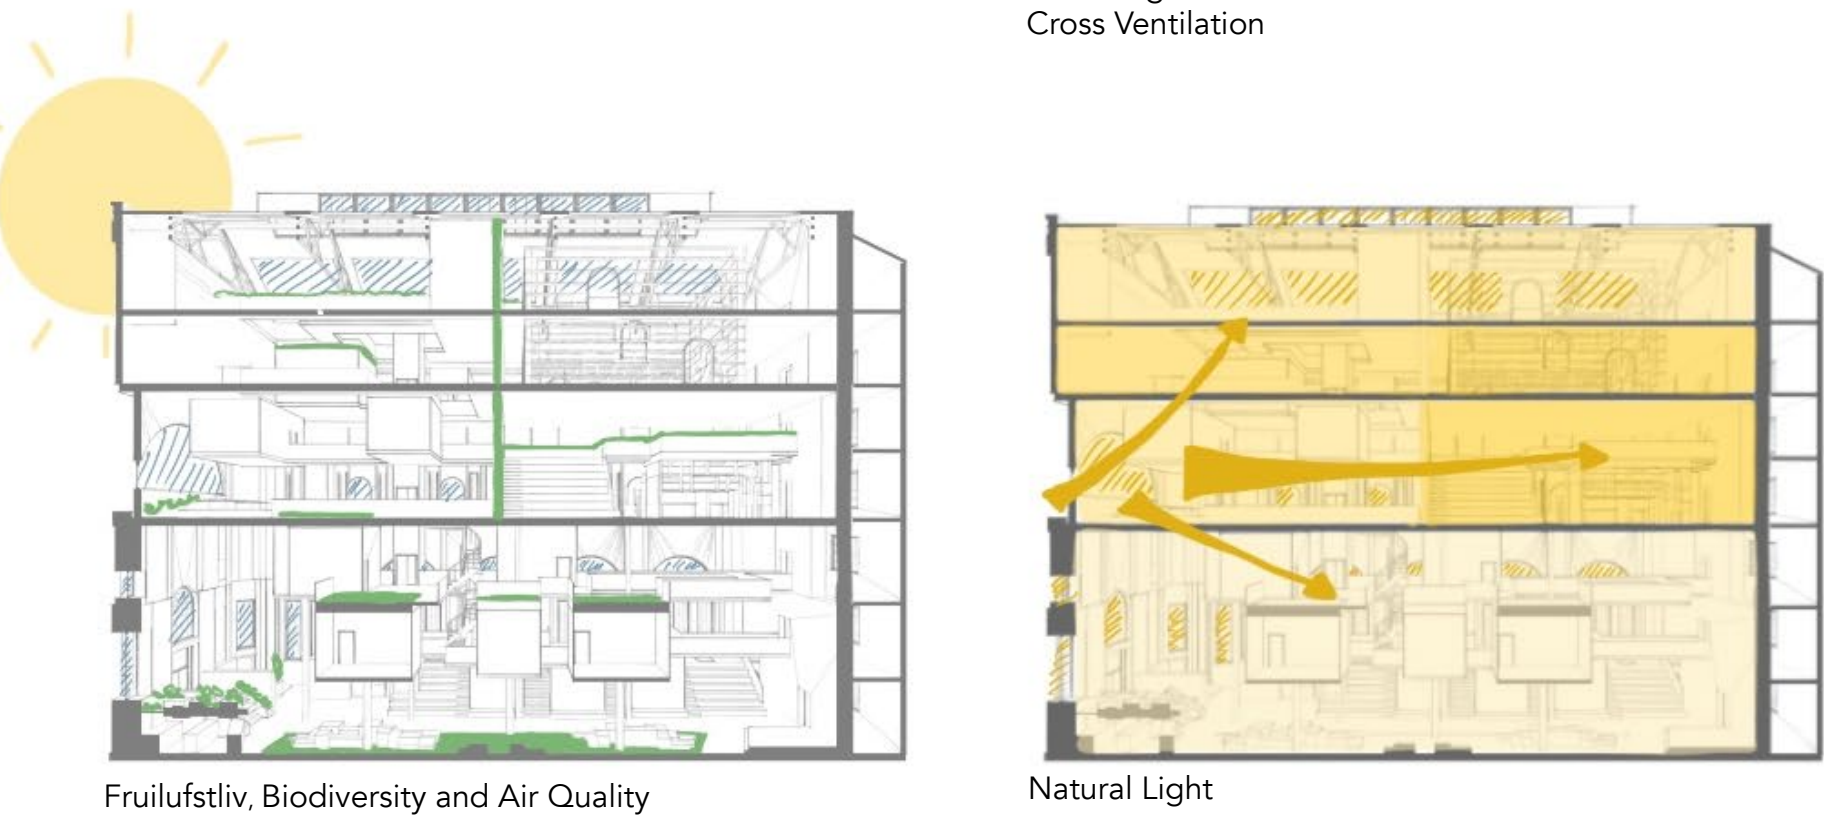 Cross Ventilation
Fruilufstliv, Biodiversity and Air Quality
Natural Light